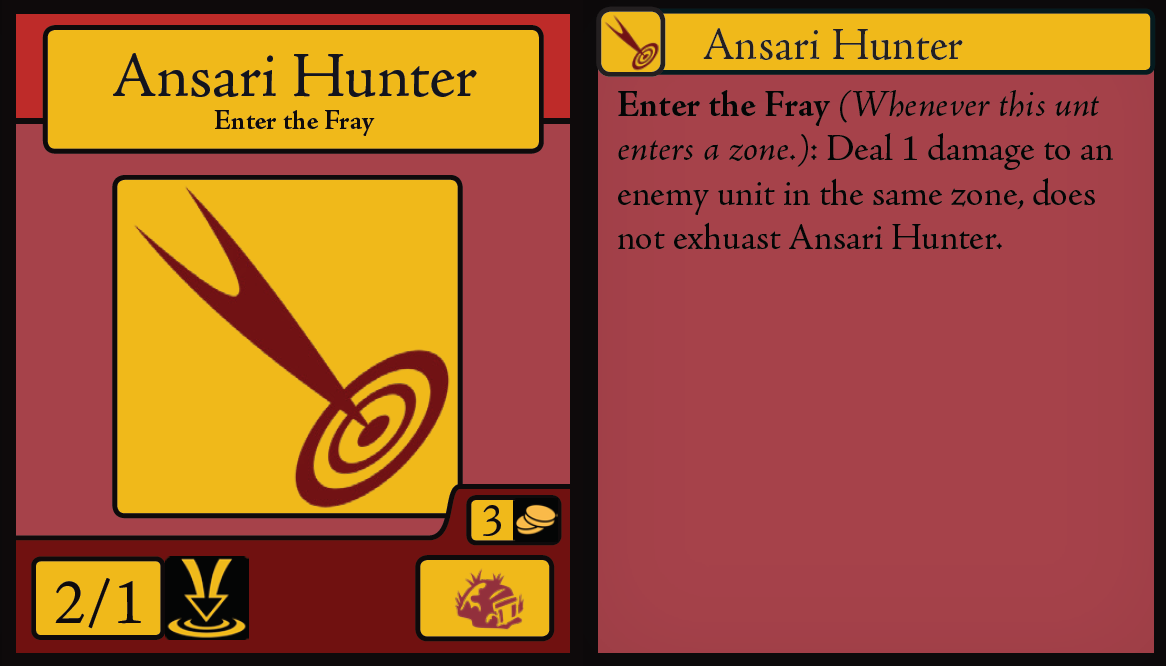 Ansari Hunter
Enter the Fray
3
2/1
Ansari Hunter
Enter the Fray (Whenever this unt
enters a zone.): Deal 1 damage to an
enemy unit in the same zone, does
not exhuast Ansari Hunter.